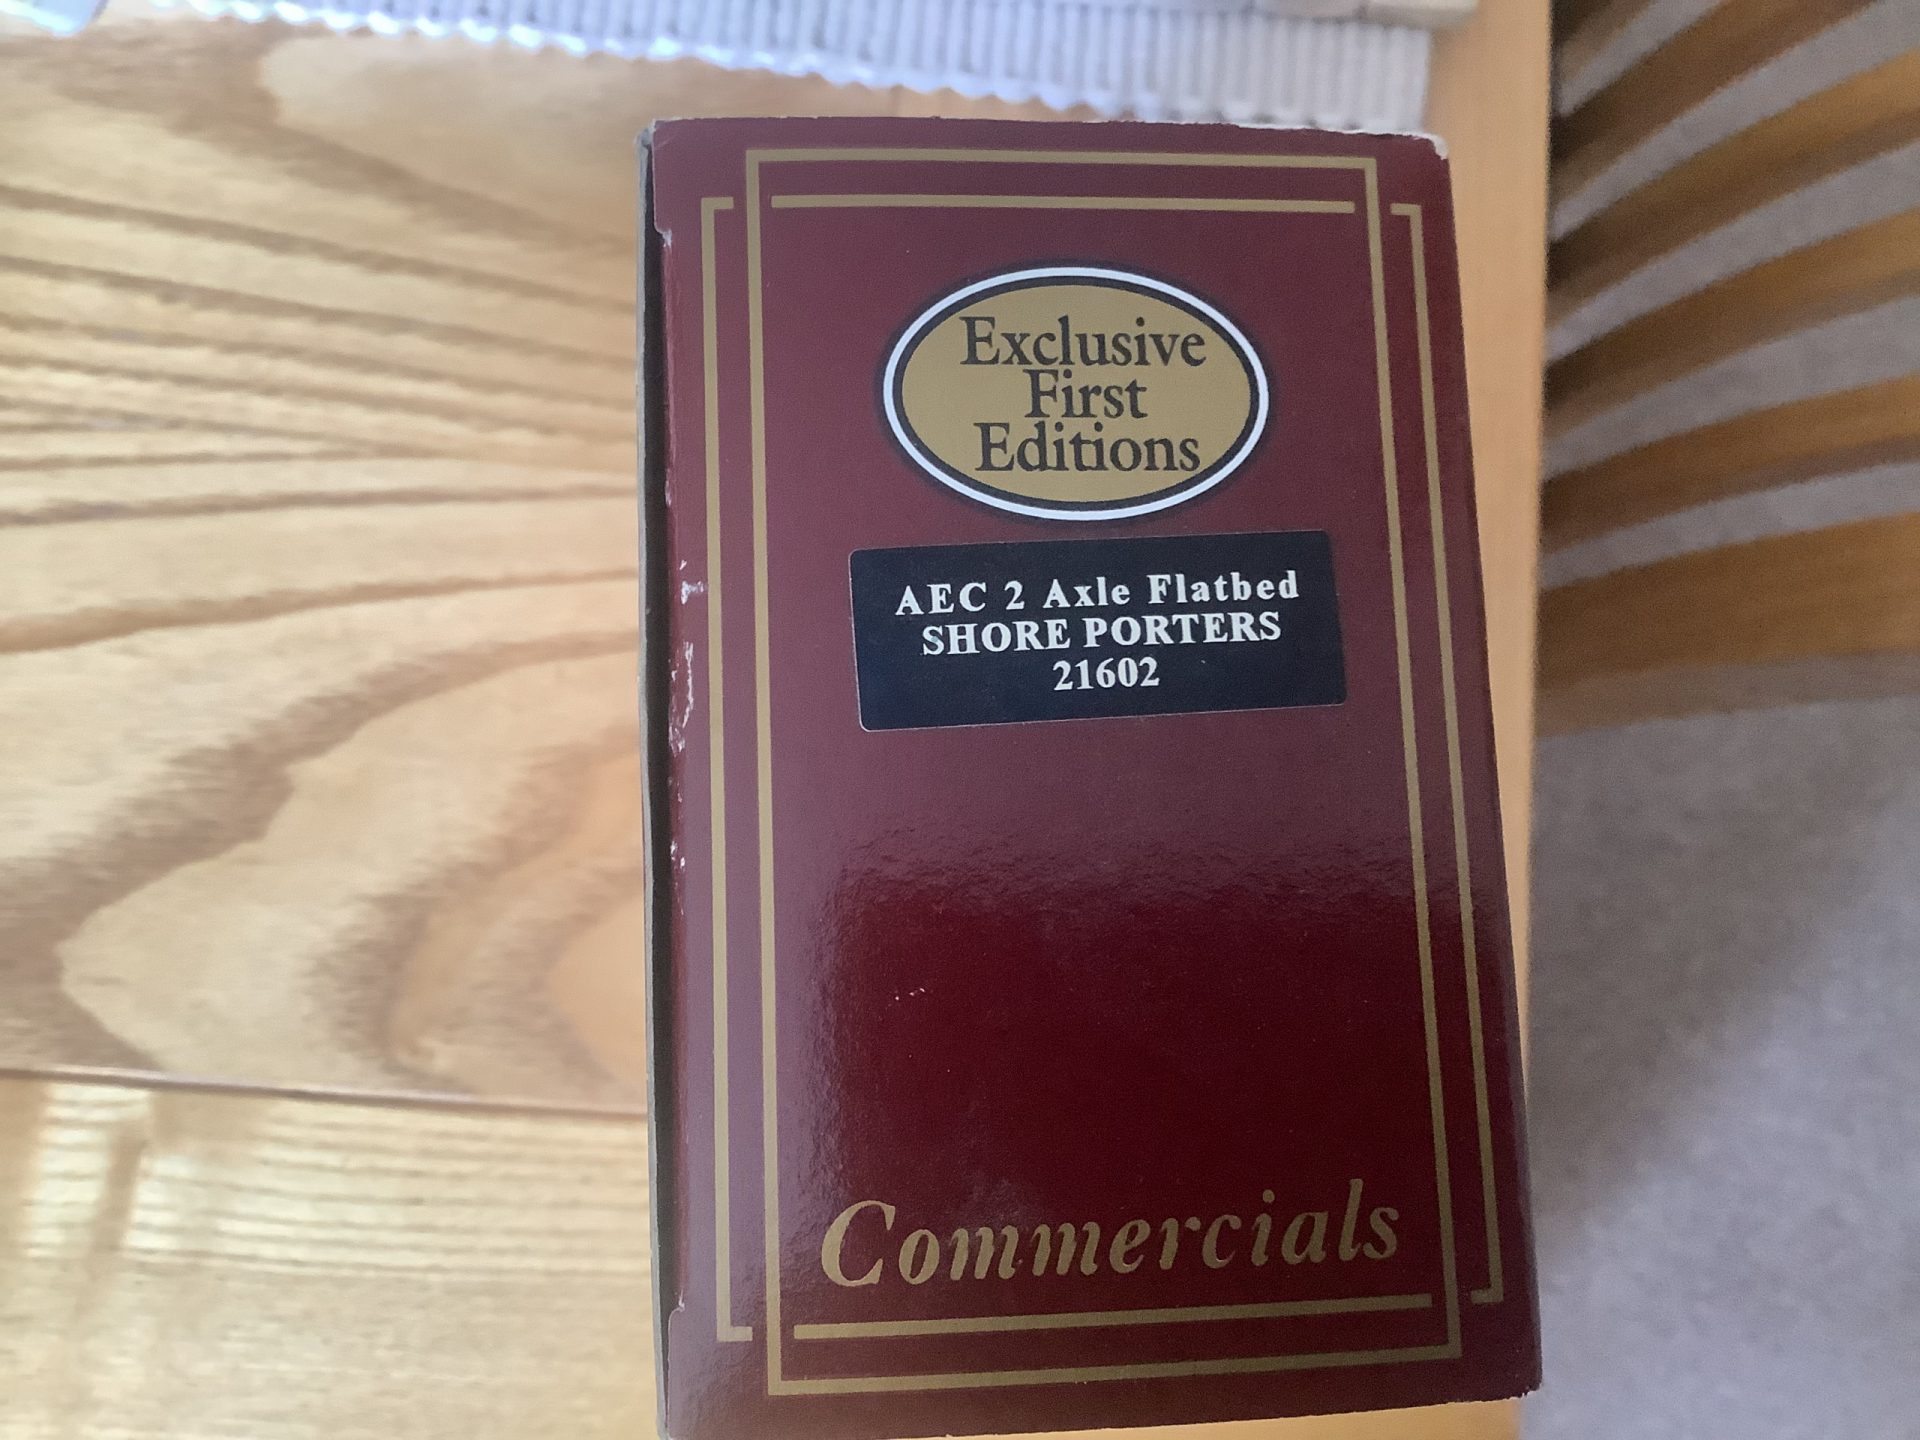 Exclusive
First
Editions
AEC 2 Axle Flatbed
SHORE PORTERS
21602
Commercials